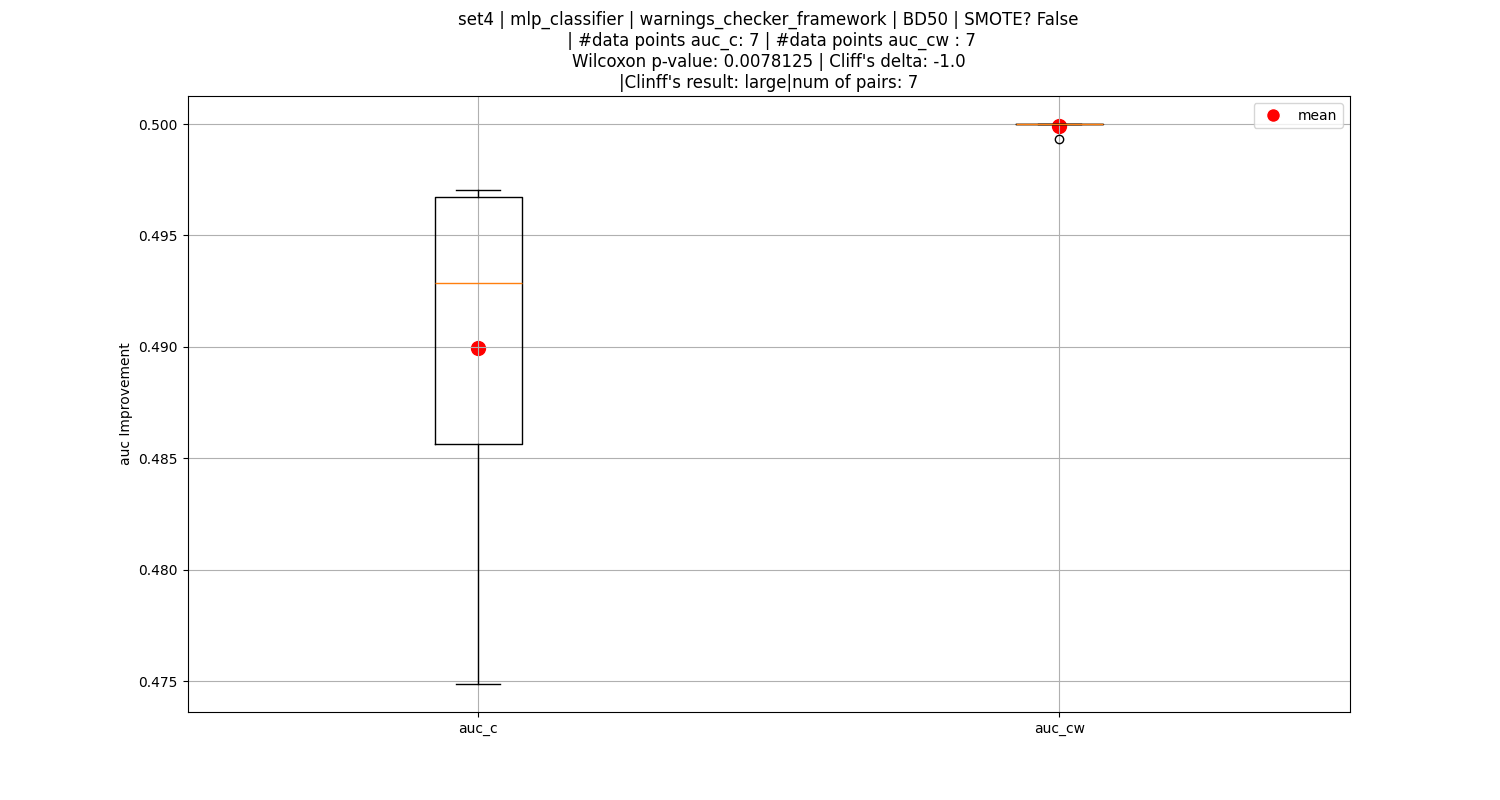 set4 | mlp_classifier | warnings_checker_framework | BD50 | SMOTE? False
| #data points auc_c: 7 | #data points auc_cw : 7
Wilcoxon p-value: 0.0078125 | Cliff's delta: -1.0
|Clinff's result: large|num of pairs: 7
mean
0.500
0.495
0.490
0.485
0.480
0.475
auc Improvement
auc_c
auc_cw